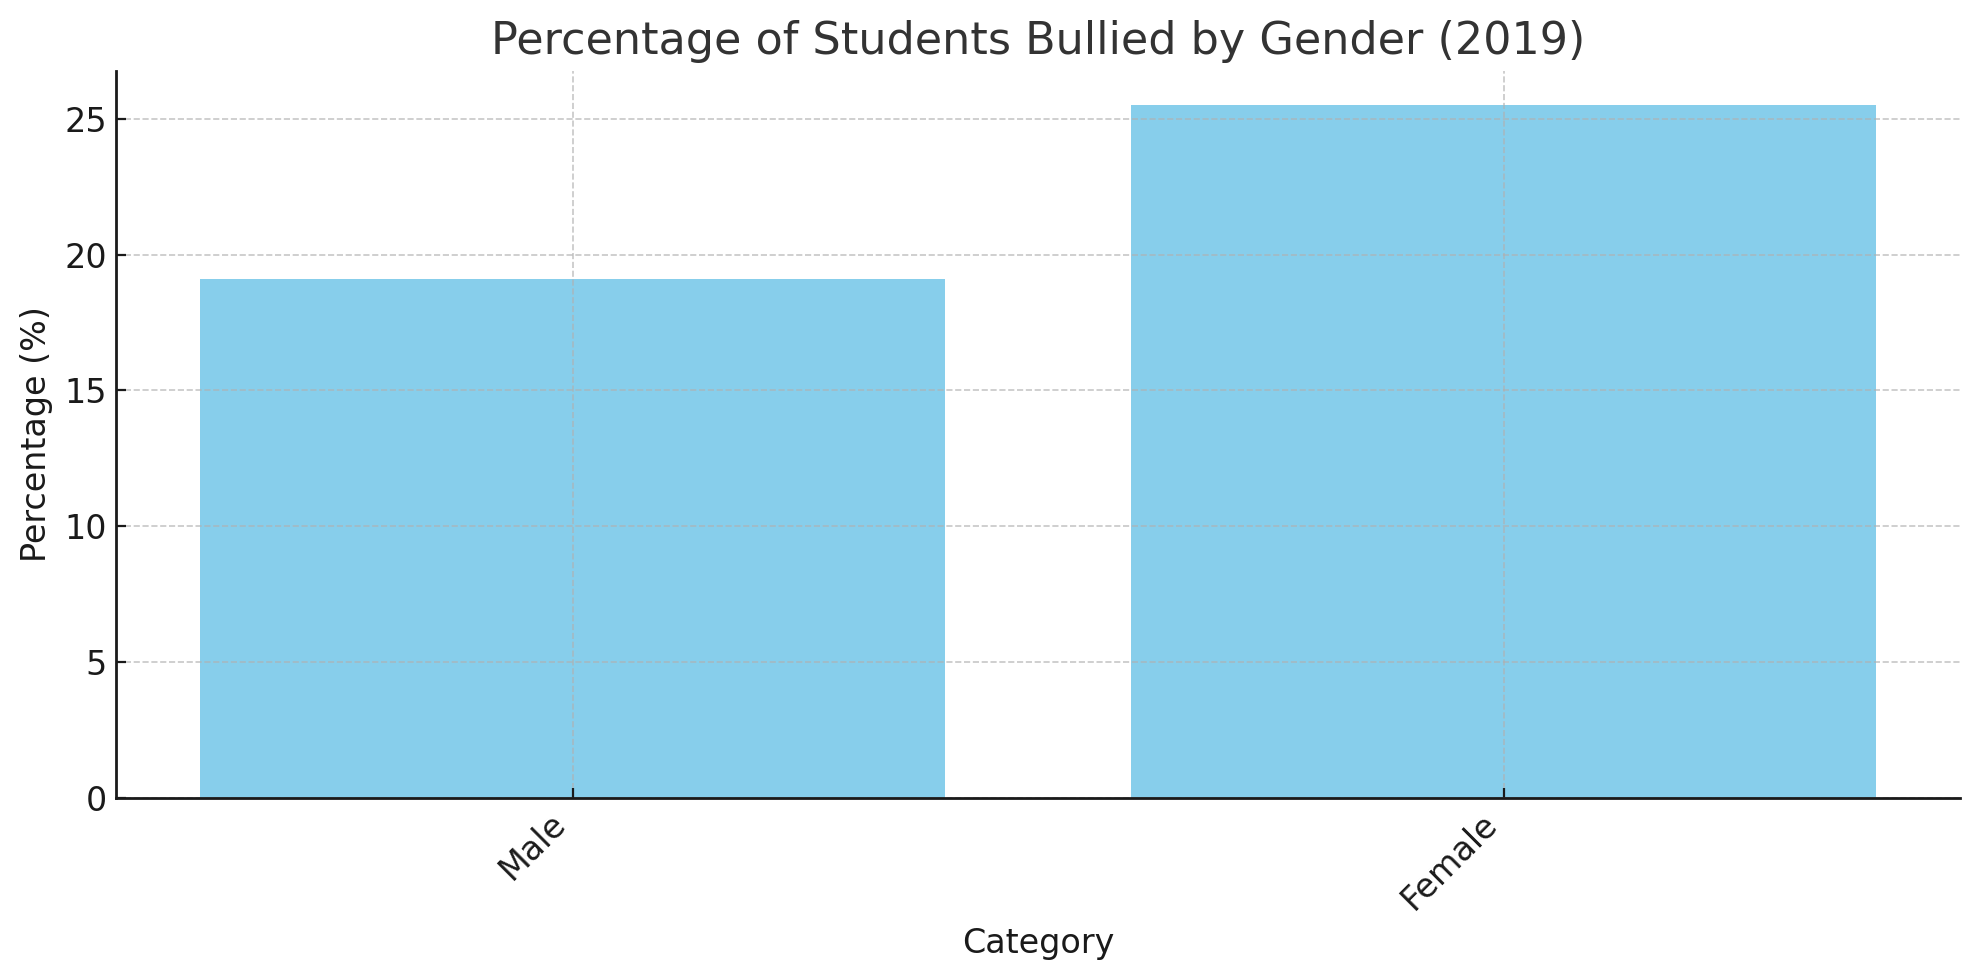 Percentage of Students Bullied by Gender (2019)
Percentage (%)
25
20
15
10
5
0
Male
Female
Category